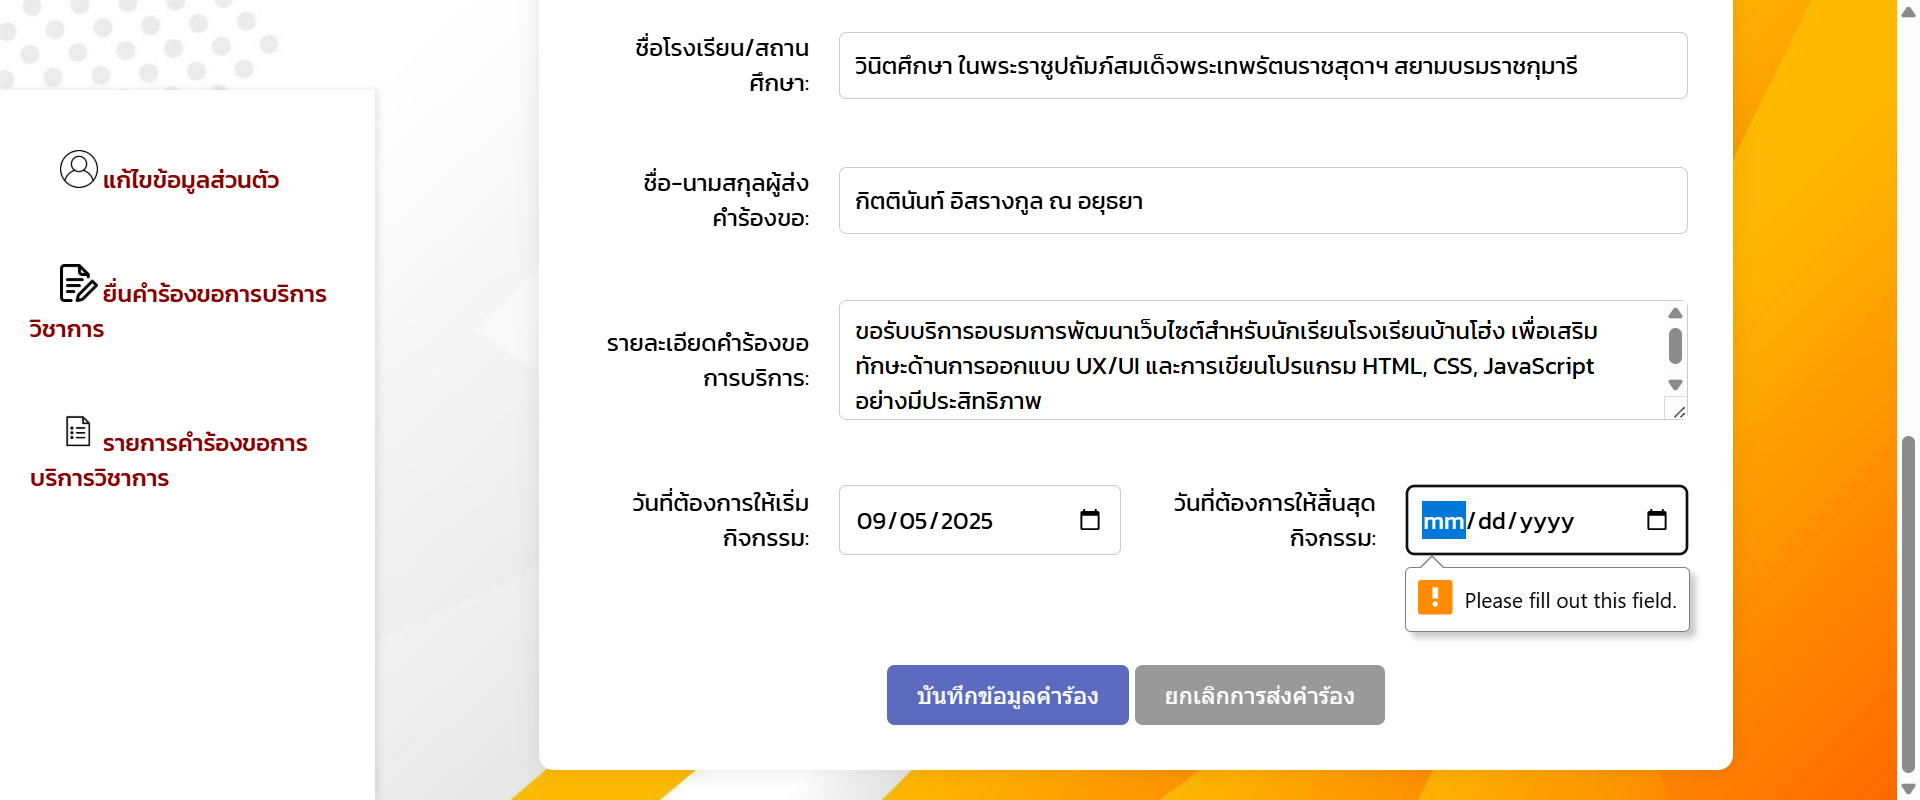 แก้ไขข้อมูลส่วนตัว
ยื่นคำร้องขอการบริการ
วิชาการ
รายการคำร้องขอการ
บริการวิชาการ
ชื่อโรงเรียน/สถาน
ศึกษา:
วินิตศึกษา ในพระราชูปถัมภ์สมเด็จพระเทพรัตนราชสุดาฯ สยามบรมราชกุมารี
ชื่อ-นามสกุลผู้ส่ง
คำร้องขอ:
กิตตินันท์ อิสรางกูล ณ อยุธยา
รายละเอียดคำร้องขอ
การบริการ:
ขอรับบริการอบรมการพัฒนาเว็บไซต์สำหรับนักเรียนโรงเรียนบ้านโฮ่ง เพื่อเสริม
ทักษะด้านการออกแบบ UX/UI และการเขียนโปรแกรม HTML, CSS, JavaScript
อย่างมีประสิทธิภาพ
วันที่ต้องการให้เริ่ม
กิจกรรม:
09/05/2025
วันที่ต้องการให้สิ้นสุด
กิจกรรม:
mm/dd/yyyy
Please fill out this field.
บันทึกข้อมูลคำร้อง
ยกเลิกการส่งคำร้อง